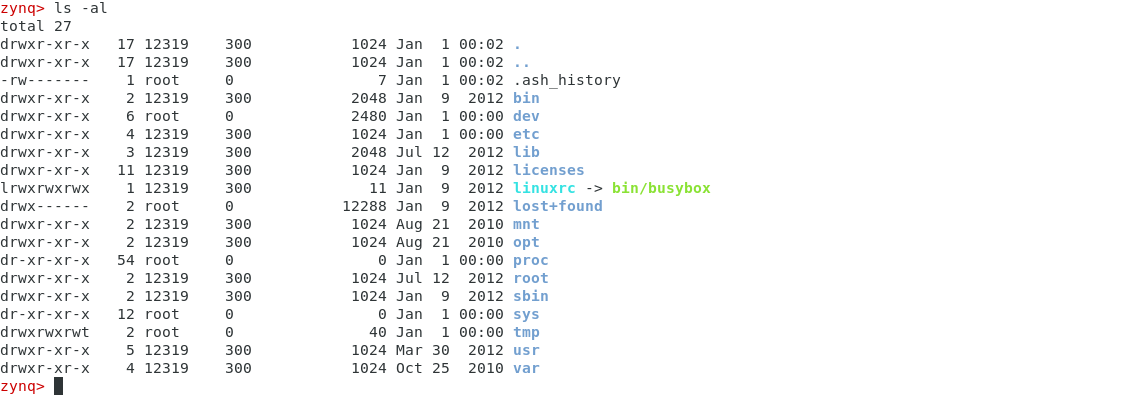 zynq> ls -al
total 27
drwxr-xr-x   17 12319    300           1024 Jan  1 00:02 .
drwxr-xr-x   17 12319    300           1024 Jan  1 00:02 ..
-rw-------    1 root     0                7 Jan  1 00:02 .ash_history
drwxr-xr-x    2 12319    300           2048 Jan  9  2012 bin
drwxr-xr-x    6 root     0             2480 Jan  1 00:00 dev
drwxr-xr-x    4 12319    300           1024 Jan  1 00:00 etc
drwxr-xr-x    3 12319    300           2048 Jul 12  2012 lib
drwxr-xr-x   11 12319    300           1024 Jan  9  2012 licenses
lrwxrwxrwx    1 12319    300             11 Jan  9  2012 linuxrc -> bin/busybox
drwx------    2 root     0            12288 Jan  9  2012 lost+found
drwxr-xr-x    2 12319    300           1024 Aug 21  2010 mnt
drwxr-xr-x    2 12319    300           1024 Aug 21  2010 opt
dr-xr-xr-x   54 root     0                0 Jan  1 00:00 proc
drwxr-xr-x    2 12319    300           1024 Jul 12  2012 root
drwxr-xr-x    2 12319    300           1024 Jan  9  2012 sbin
dr-xr-xr-x   12 root     0                0 Jan  1 00:00 sys
drwxrwxrwt    2 root     0               40 Jan  1 00:00 tmp
drwxr-xr-x    5 12319    300           1024 Mar 30  2012 usr
drwxr-xr-x    4 12319    300           1024 Oct 25  2010 var
zynq>